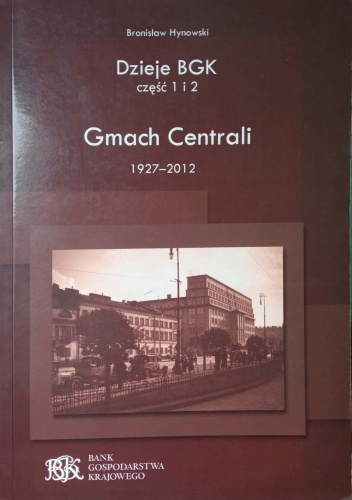 Bronisław Hynowski
Dzieje BGK
część 1 i 2
Gmach Centrali
1927–2012
BGK
BANK
GOSPODARSTWA
KRAJOWEGO